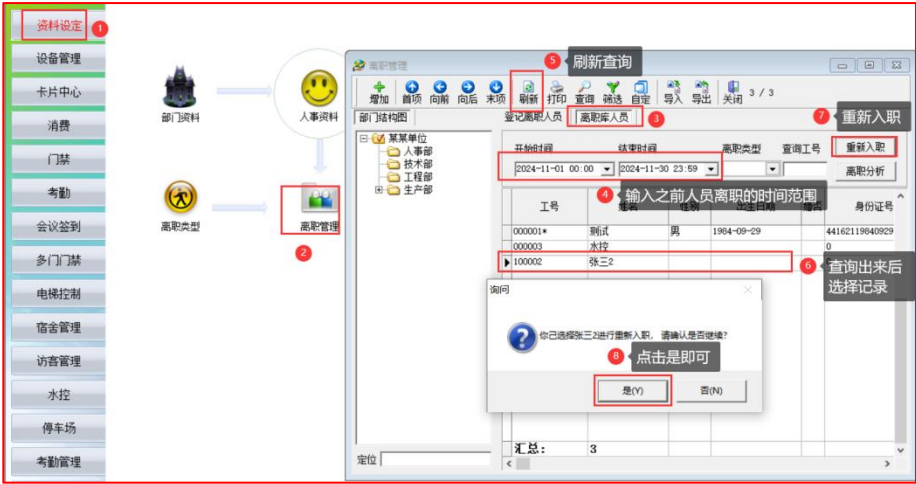 资料设定
1
设备管理
卡片中心
消费
门禁
考勤
会议签到
多门门禁
电梯控制
宿舍管理
访客管理
水控
停车场
考勤管理
部门资料
人事资料
离职类型
离职管理
2
离职管理
5 刷新查询
增加 首项 向前 向后 末项 刷新 打印 查询 筛选 自定 导入 导出 关闭 3 / 3
部门结构图
某某单位
人事部
技术部
工程部
生产部
定位
登记离职人员 离职库人员 3
7 重新入职
开始时间 结束时间 离职类型 查询工号 重新入职
2024-11-01 00:00 2024-11-30 23:59 离职分析
4 输入之前人员离职的时间范围
工号 姓名 性别 出生日期 婚否 身份证号
000001* 测试 男 1984-09-29 44162119840929
000003 水控 0
100002 张三2
6 查询出来后
选择记录
询问
你已选择张三2进行重新入职, 请确认是否继续?
8 点击是即可
是(Y) 否(N)
汇总: 3